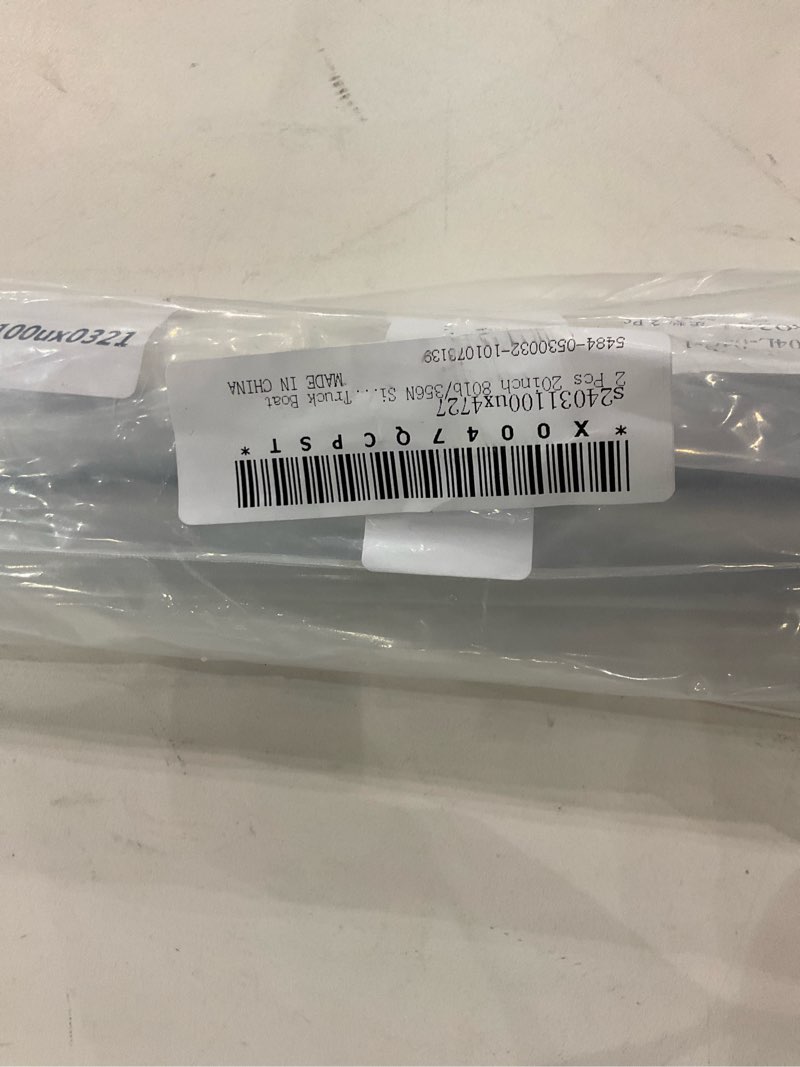 * X 0 0 4 7 Q C P S T *
s24031100ux4727
2 Pcs 20inch 80lb/356N Si... Truck Boat
MADE IN CHINA
5484-0530032-101073139
100ux0321